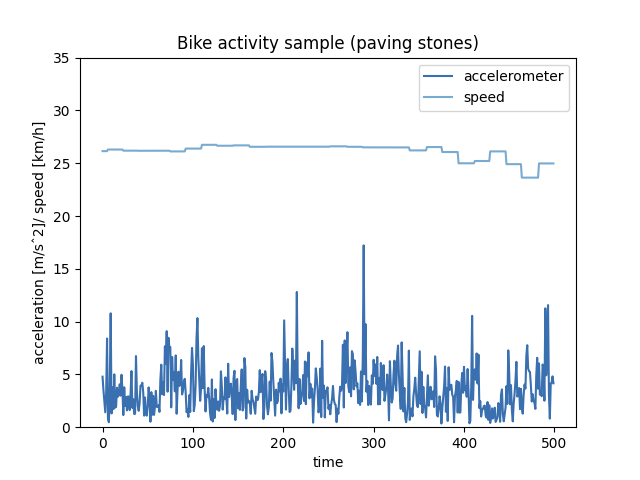 Bike activity sample (paving stones)
35
30
25
20
15
10
5
0
acceleration [m/sˆ2]/ speed [km/h]
accelerometer
speed
0
100
200
300
400
500
time